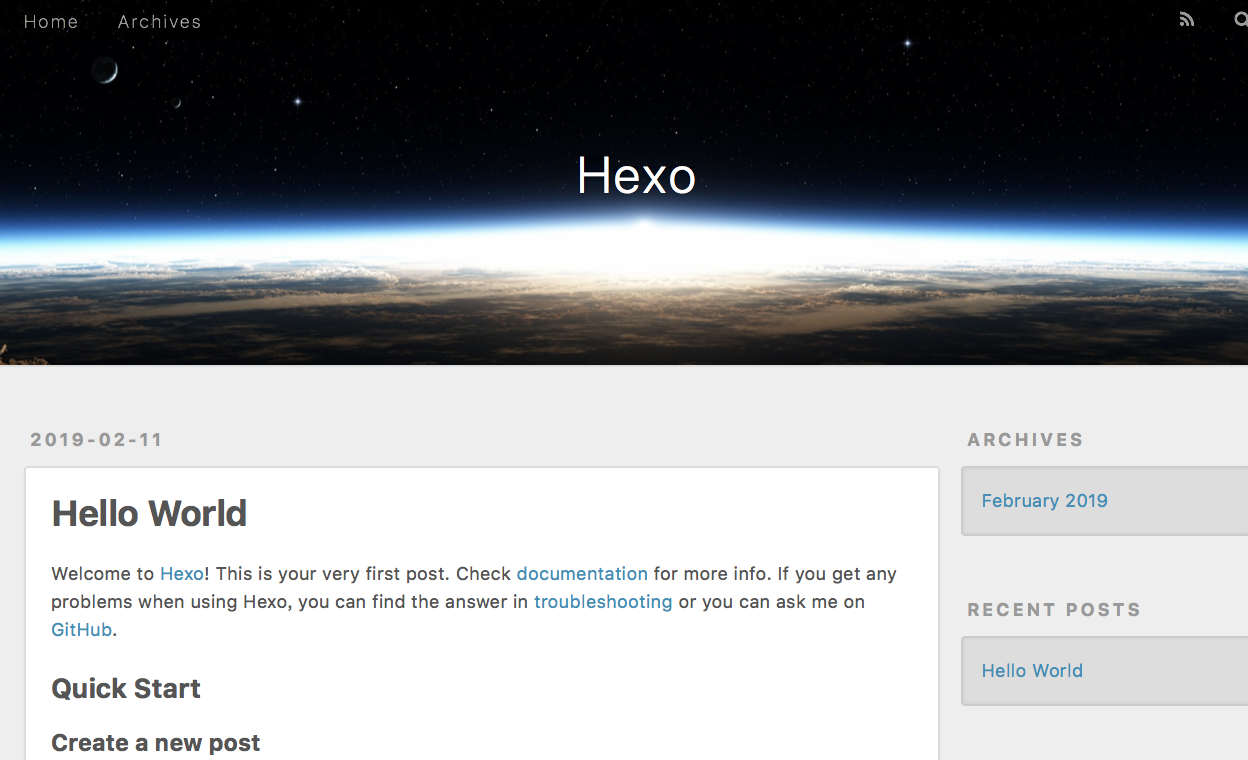 Home Archives
Hexo
2019-02-11
Hello World
Welcome to Hexo! This is your very first post. Check documentation for more info. If you get any
problems when using Hexo, you can find the answer in troubleshooting or you can ask me on
GitHub.
Quick Start
Create a new post
ARCHIVES
February 2019
RECENT POSTS
Hello World